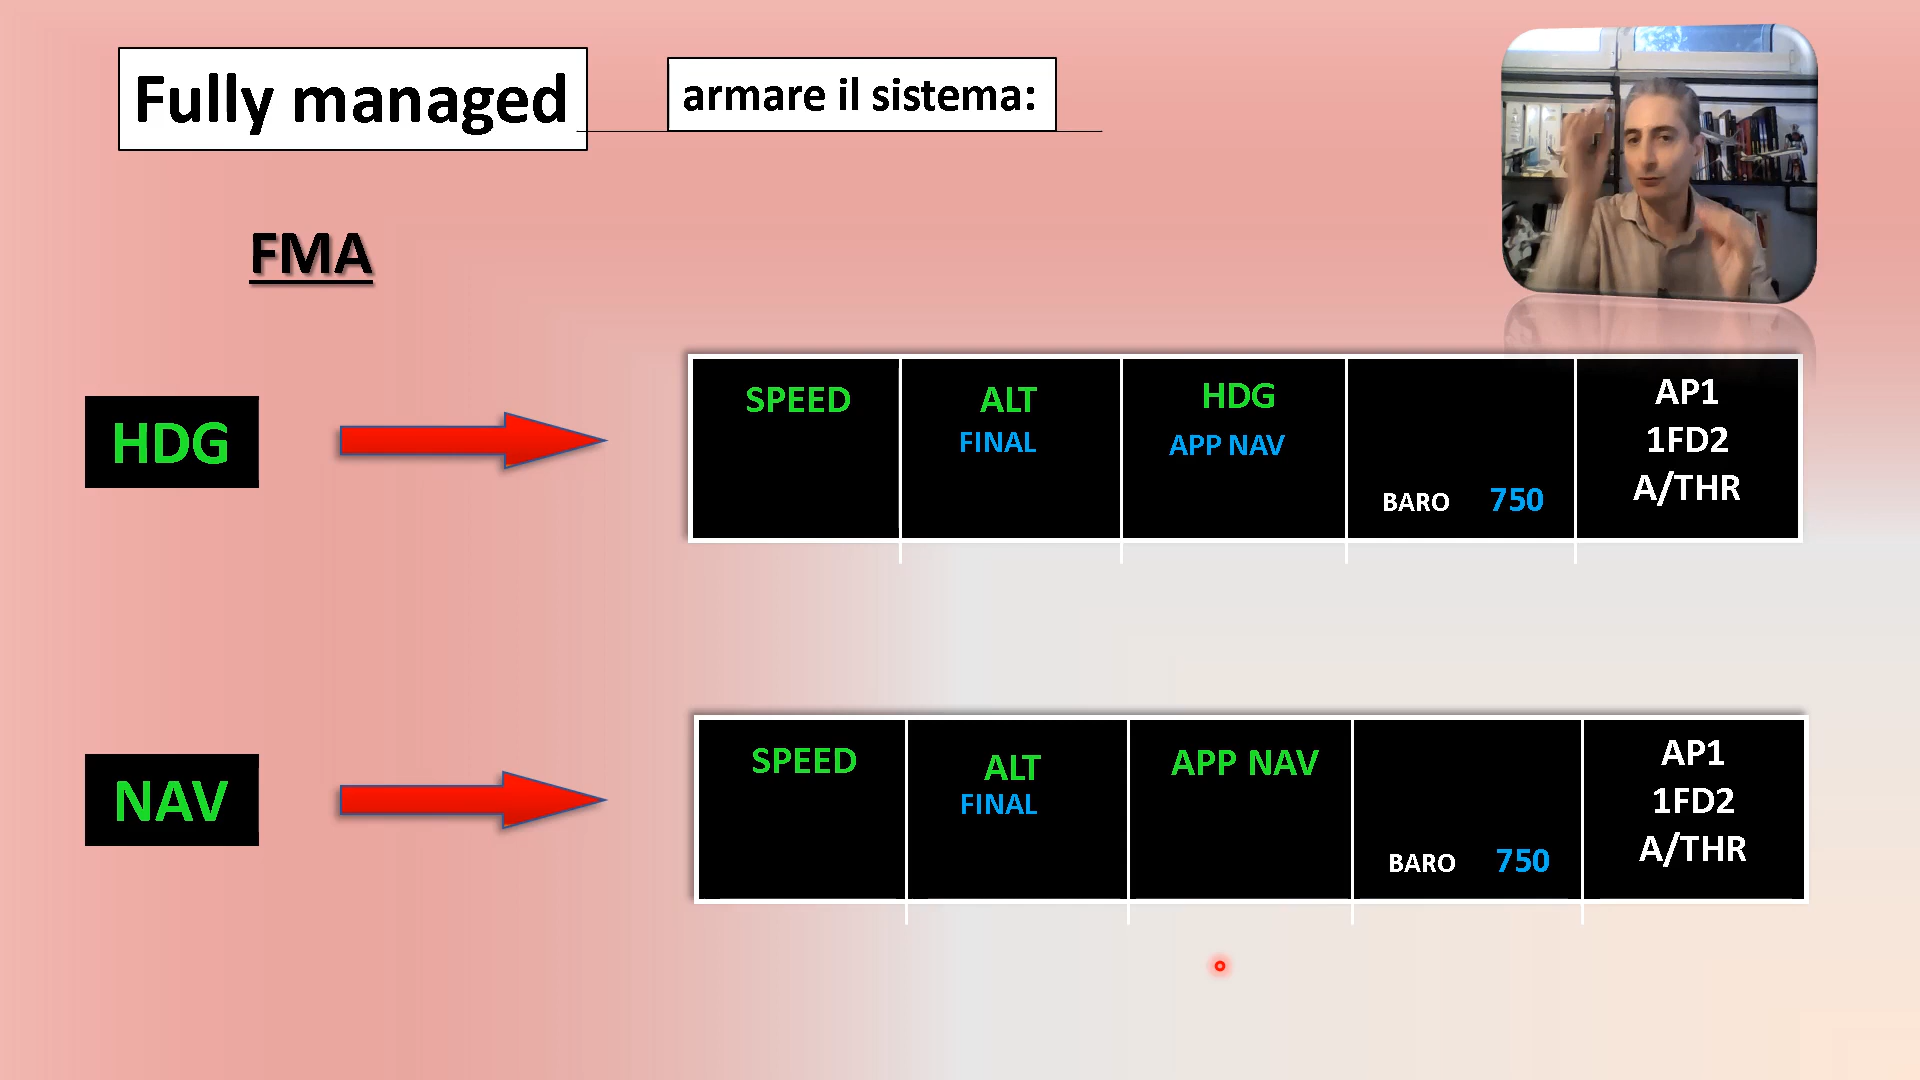 Fully managed
armare il sistema:
FMA
HDG
SPEED ALT HDG AP1
FINAL APP NAV 1FD2
BARO 750 A/THR
NAV
SPEED ALT APP NAV AP1
FINAL 1FD2
BARO 750 A/THR